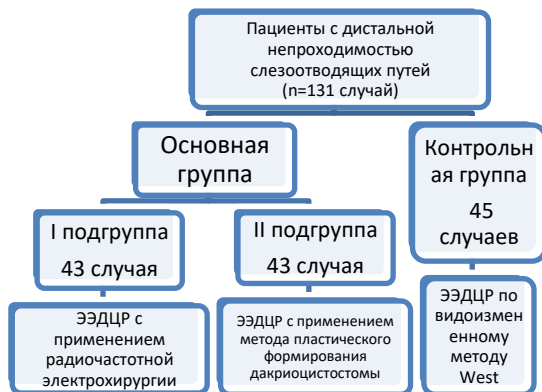 Пациенты с дистальной
непроходимостью
слезоотводящих путей
(n=131 случай)
Основная
группа
Контрольн
ая группа
45
случаев
I подгруппа
43 случая
II подгруппа
43 случая
ЭЭДЦР с
применением
радиочастотной
электрохирургии
ЭЭДЦР с применением
метода пластического
формирования
дакриоцистостомы
ЭЭДЦР по
видоизмен
енному
методу
West